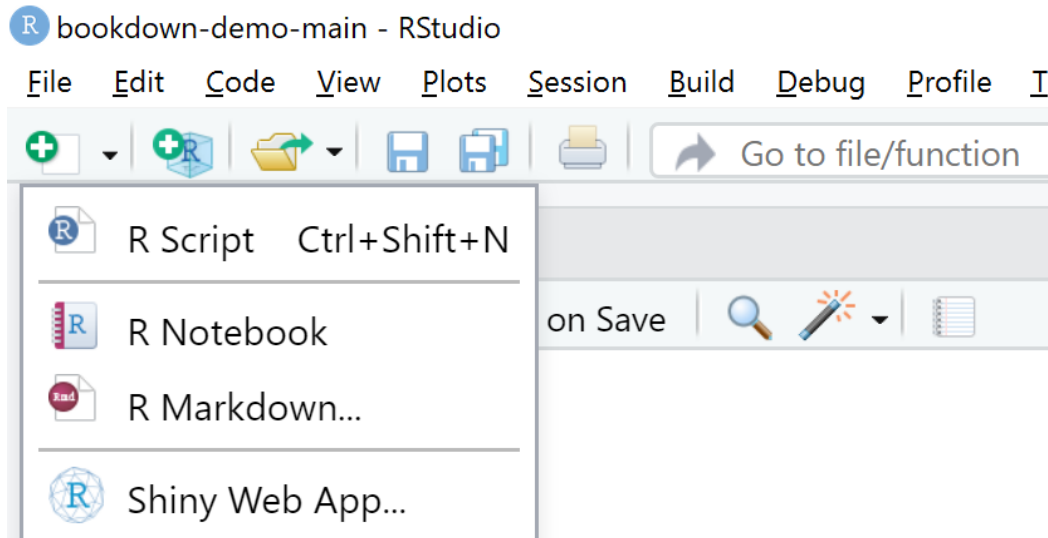 R bookdown-demo-main - RStudio
File Edit Code View Plots Session Build Debug Profile T
R Go to file/function
R R Script Ctrl+Shift+N
on Save
R R Notebook
Rmd R Markdown...
R Shiny Web App...